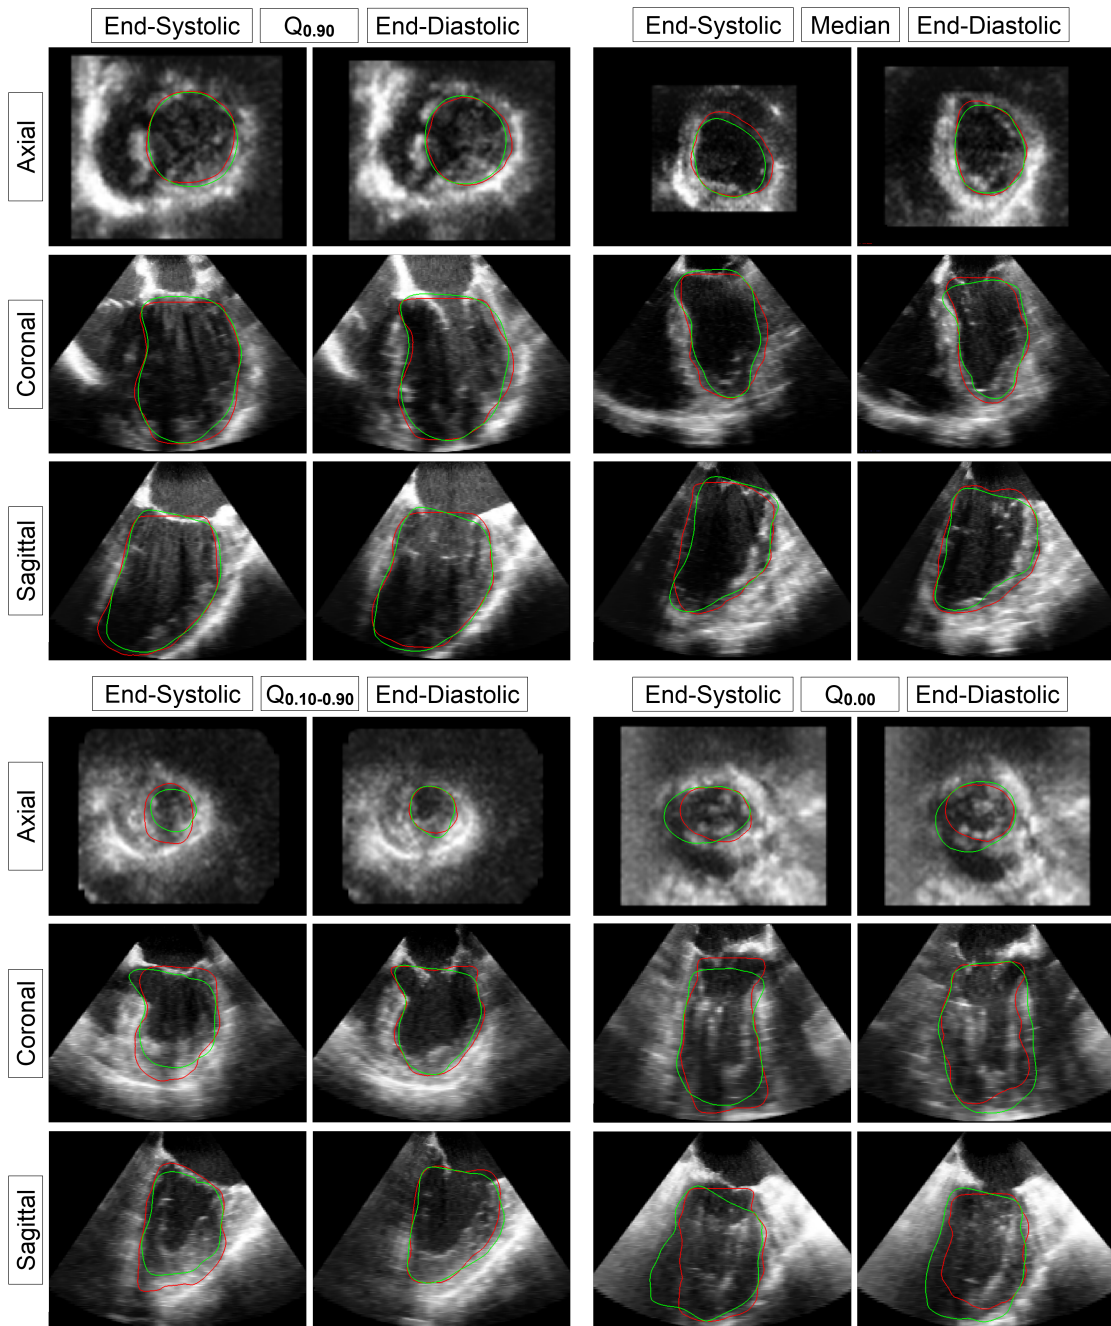 End-Systolic Q0.90 End-Diastolic End-Systolic Median End-Diastolic
Axial
Coronal
Sagittal
End-Systolic Q0.10-0.90 End-Diastolic End-Systolic Q0.00 End-Diastolic
Axial
Coronal
Sagittal